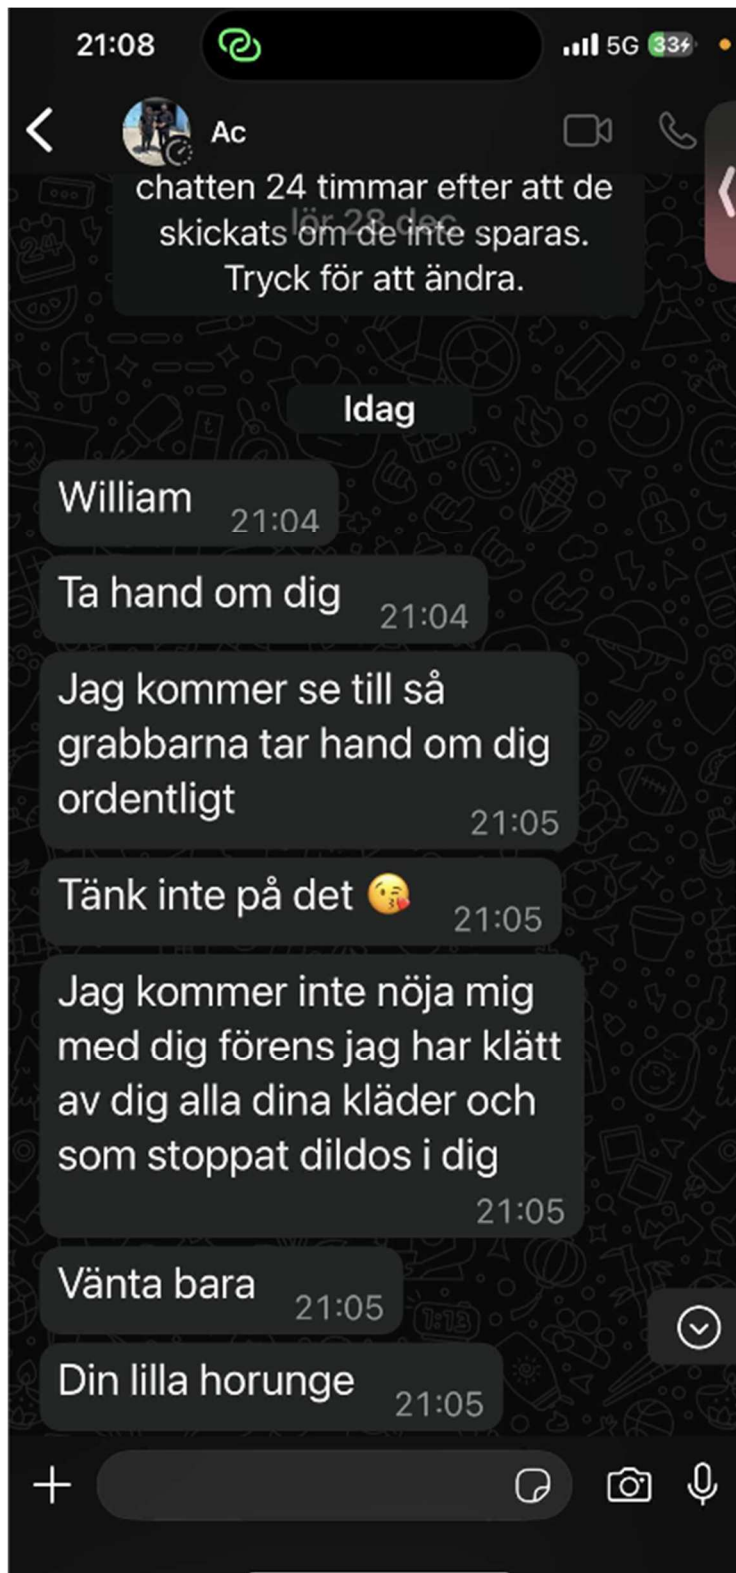 21:08
5G 33
Ac
chatten 24 timmar efter att de
lör 28 dec.
skickats om de inte sparas.
Tryck för att ändra.
Idag
William 21:04
Ta hand om dig 21:04
Jag kommer se till så
grabbarna tar hand om dig
ordentligt 21:05
Tänk inte på det 😘 21:05
Jag kommer inte nöja mig
med dig förens jag har klätt
av dig alla dina kläder och
som stoppat dildos i dig
21:05
Vänta bara 21:05
Din lilla horunge 21:05